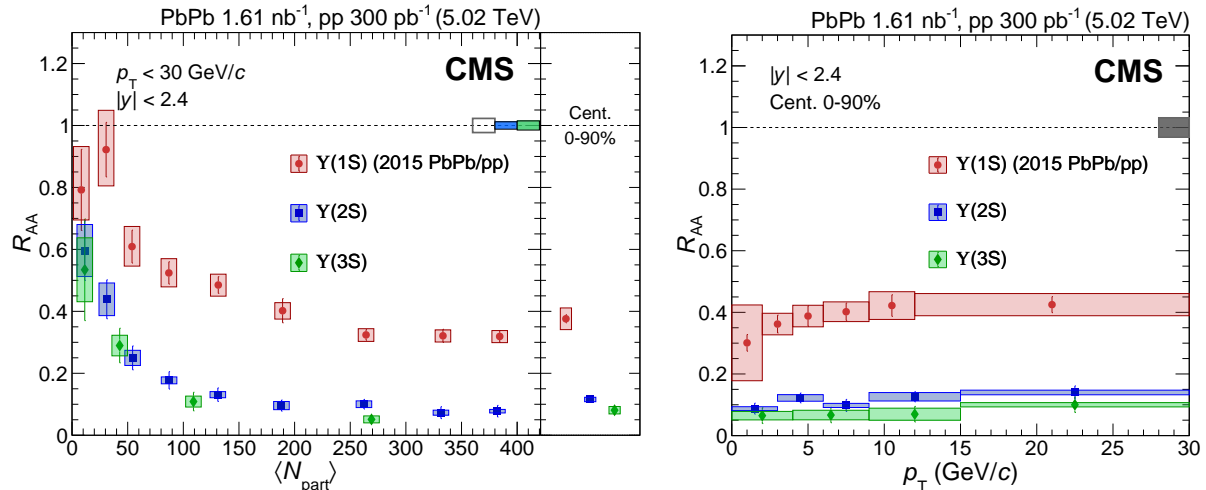 PbPb 1.61 nb⁻¹, pp 300 pb⁻¹ (5.02 TeV)
R_AA
1.2
1
0.8
0.6
0.4
0.2
0
p_T < 30 GeV/c
|y| < 2.4
CMS
Cent.
0-90%
ϒ(1S) (2015 PbPb/pp)
ϒ(2S)
ϒ(3S)
0 50 100 150 200 250 300 350 400
⟨N_part⟩
PbPb 1.61 nb⁻¹, pp 300 pb⁻¹ (5.02 TeV)
R_AA
1.2
1
0.8
0.6
0.4
0.2
0
|y| < 2.4
Cent. 0-90%
CMS
ϒ(1S) (2015 PbPb/pp)
ϒ(2S)
ϒ(3S)
0 5 10 15 20 25 30
p_T (GeV/c)